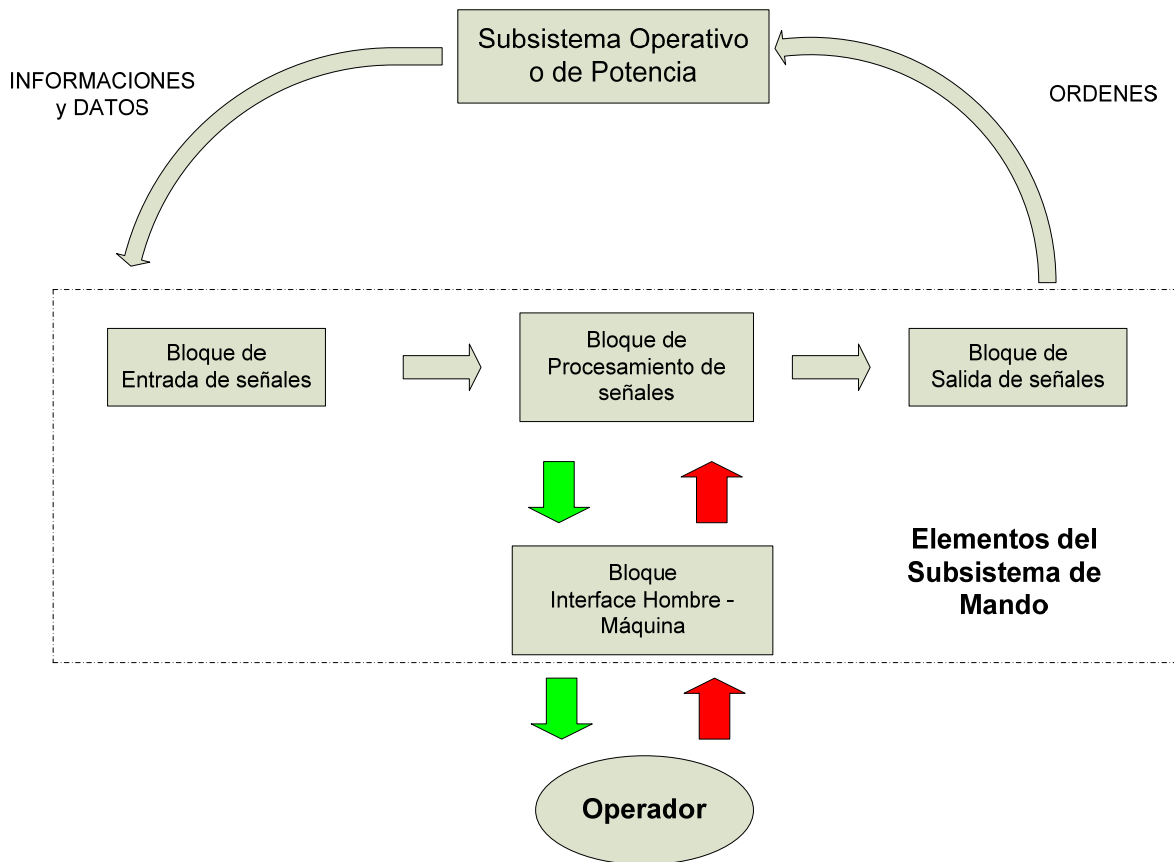 Subsistema Operativo
o de Potencia
INFORMACIONES
y DATOS
ORDENES
Bloque de
Entrada de señales
Bloque de
Procesamiento de
señales
Bloque de
Salida de señales
Bloque
Interface Hombre -
Máquina
Elementos del
Subsistema de
Mando
Operador